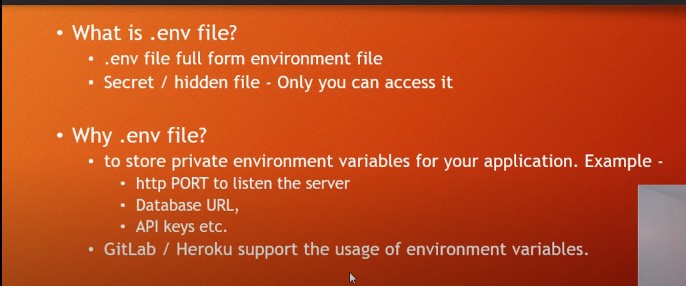 • What is .env file?
• .env file full form environment file
• Secret / hidden file - Only you can access it
• Why .env file?
• to store private environment variables for your application. Example -
• http PORT to listen the server
• Database URL,
• API keys etc.
• GitLab / Heroku support the usage of environment variables.